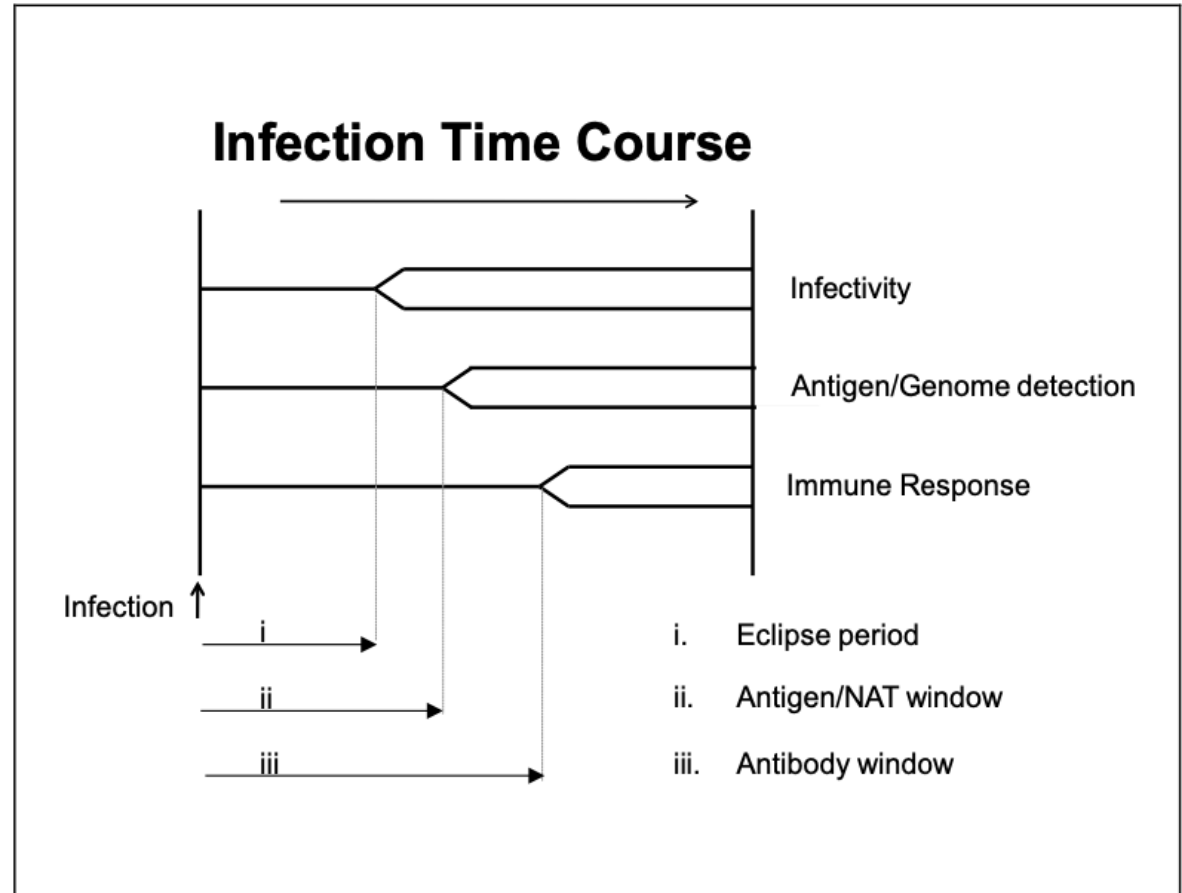 Infection Time Course
Infectivity
Antigen/Genome detection
Immune Response
Infection
i
ii
iii
i. Eclipse period
ii. Antigen/NAT window
iii. Antibody window